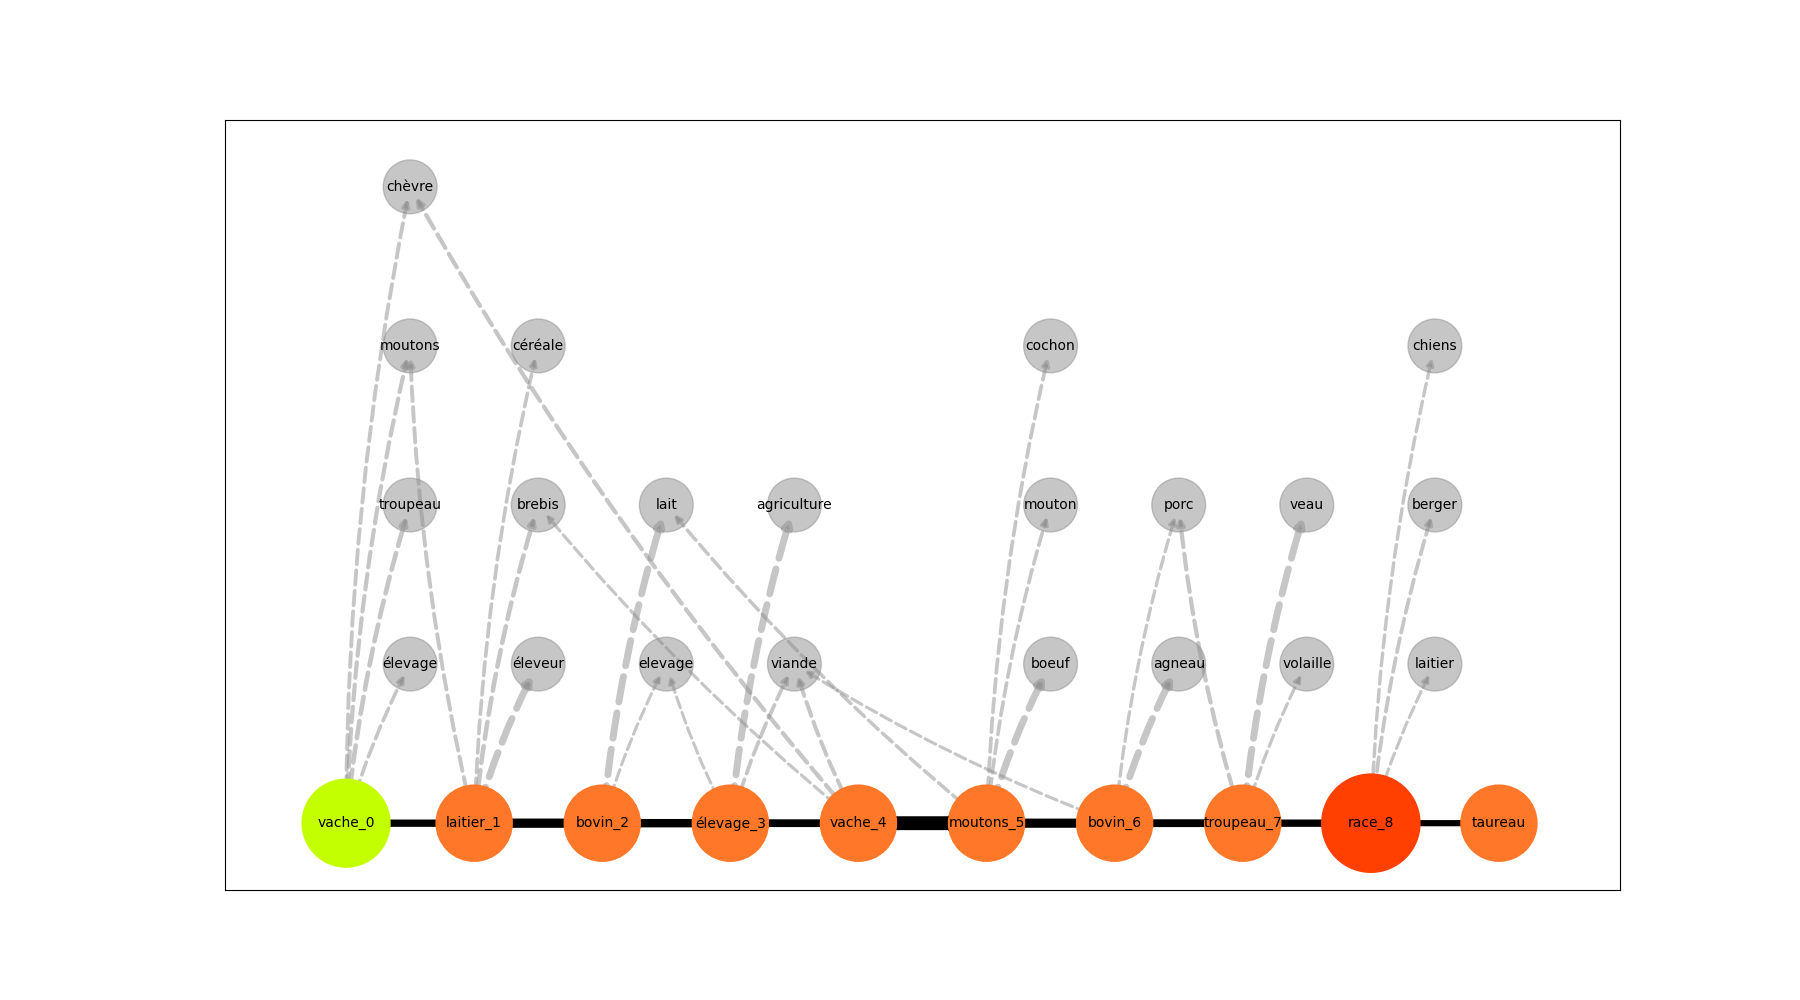 chèvre
moutons
céréale
cochon
chiens
troupeau
brebis
lait
agriculture
mouton
porc
veau
berger
élevage
éleveur
elevage
viande
boeuf
agneau
volaille
laitier
vache_0
laitier_1
bovin_2
élevage_3
vache_4
moutons_5
bovin_6
troupeau_7
race_8
taureau